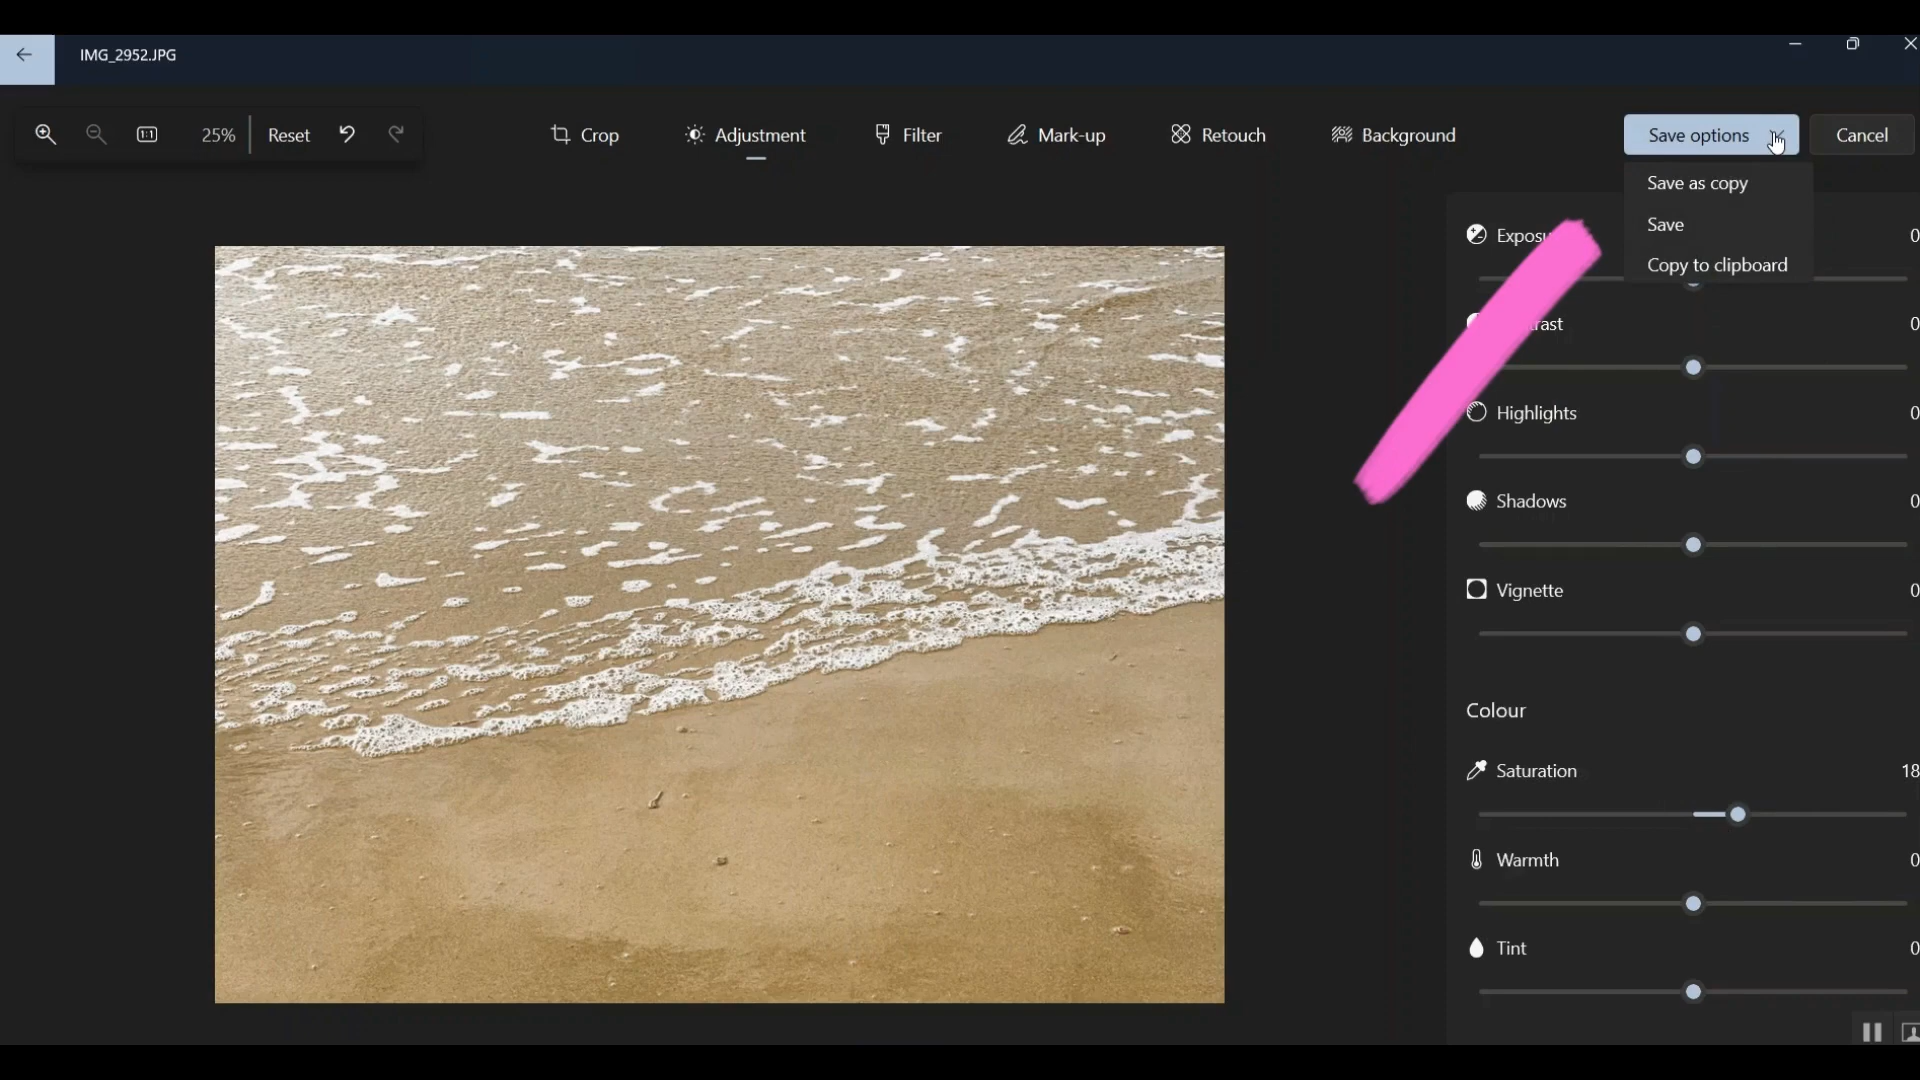 IMG_2952.JPG
25% Reset Crop Adjustment Filter Mark-up Retouch Background Save options Cancel
Save as copy
Save
Copy to clipboard
0
0
Highlights 0
Shadows 0
Vignette 0
Colour
Saturation 18
Warmth 0
Tint 0